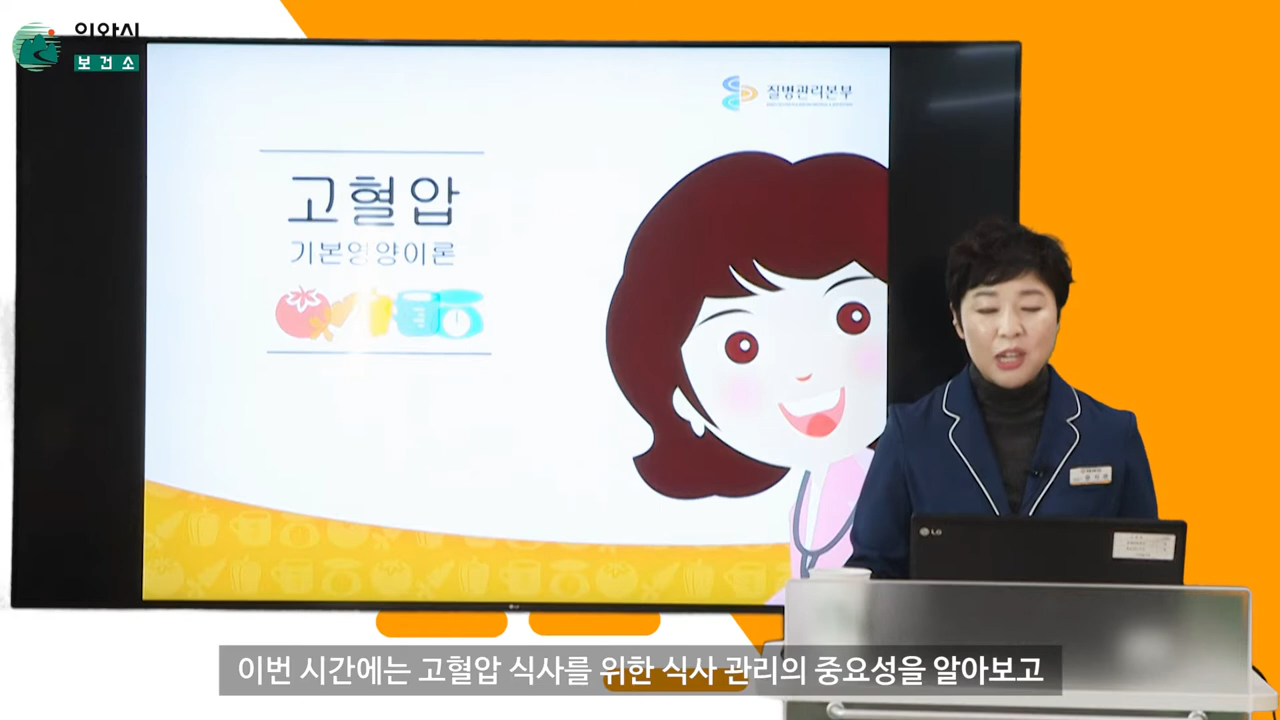 의왕시
보건소
질병관리본부
고혈압
기본영양이론
LG
이번 시간에는 고혈압 식사를 위한 식사 관리의 중요성을 알아보고